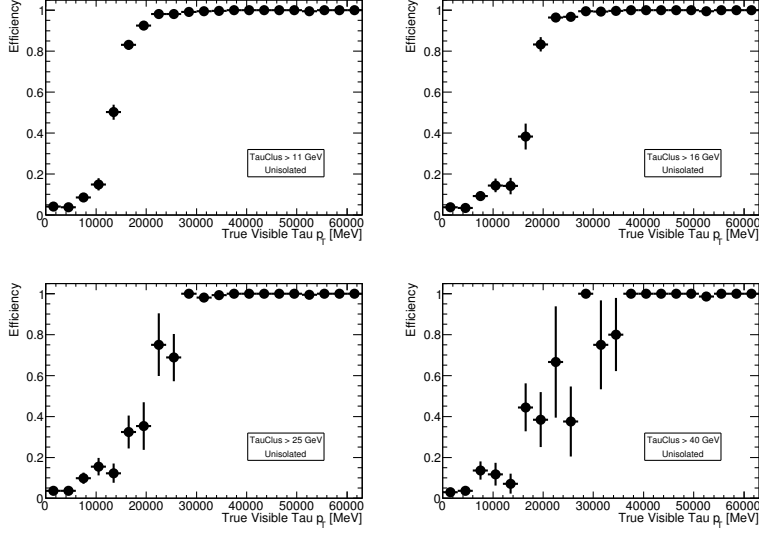 Efficiency
1
0.8
0.6
0.4
0.2
0
TauClus > 11 GeV
Unisolated
0 10000 20000 30000 40000 50000 60000
True Visible Tau p_T [MeV]
Efficiency
1
0.8
0.6
0.4
0.2
0
TauClus > 16 GeV
Unisolated
0 10000 20000 30000 40000 50000 60000
True Visible Tau p_T [MeV]
Efficiency
1
0.8
0.6
0.4
0.2
0
TauClus > 25 GeV
Unisolated
0 10000 20000 30000 40000 50000 60000
True Visible Tau p_T [MeV]
Efficiency
1
0.8
0.6
0.4
0.2
0
TauClus > 40 GeV
Unisolated
0 10000 20000 30000 40000 50000 60000
True Visible Tau p_T [MeV]